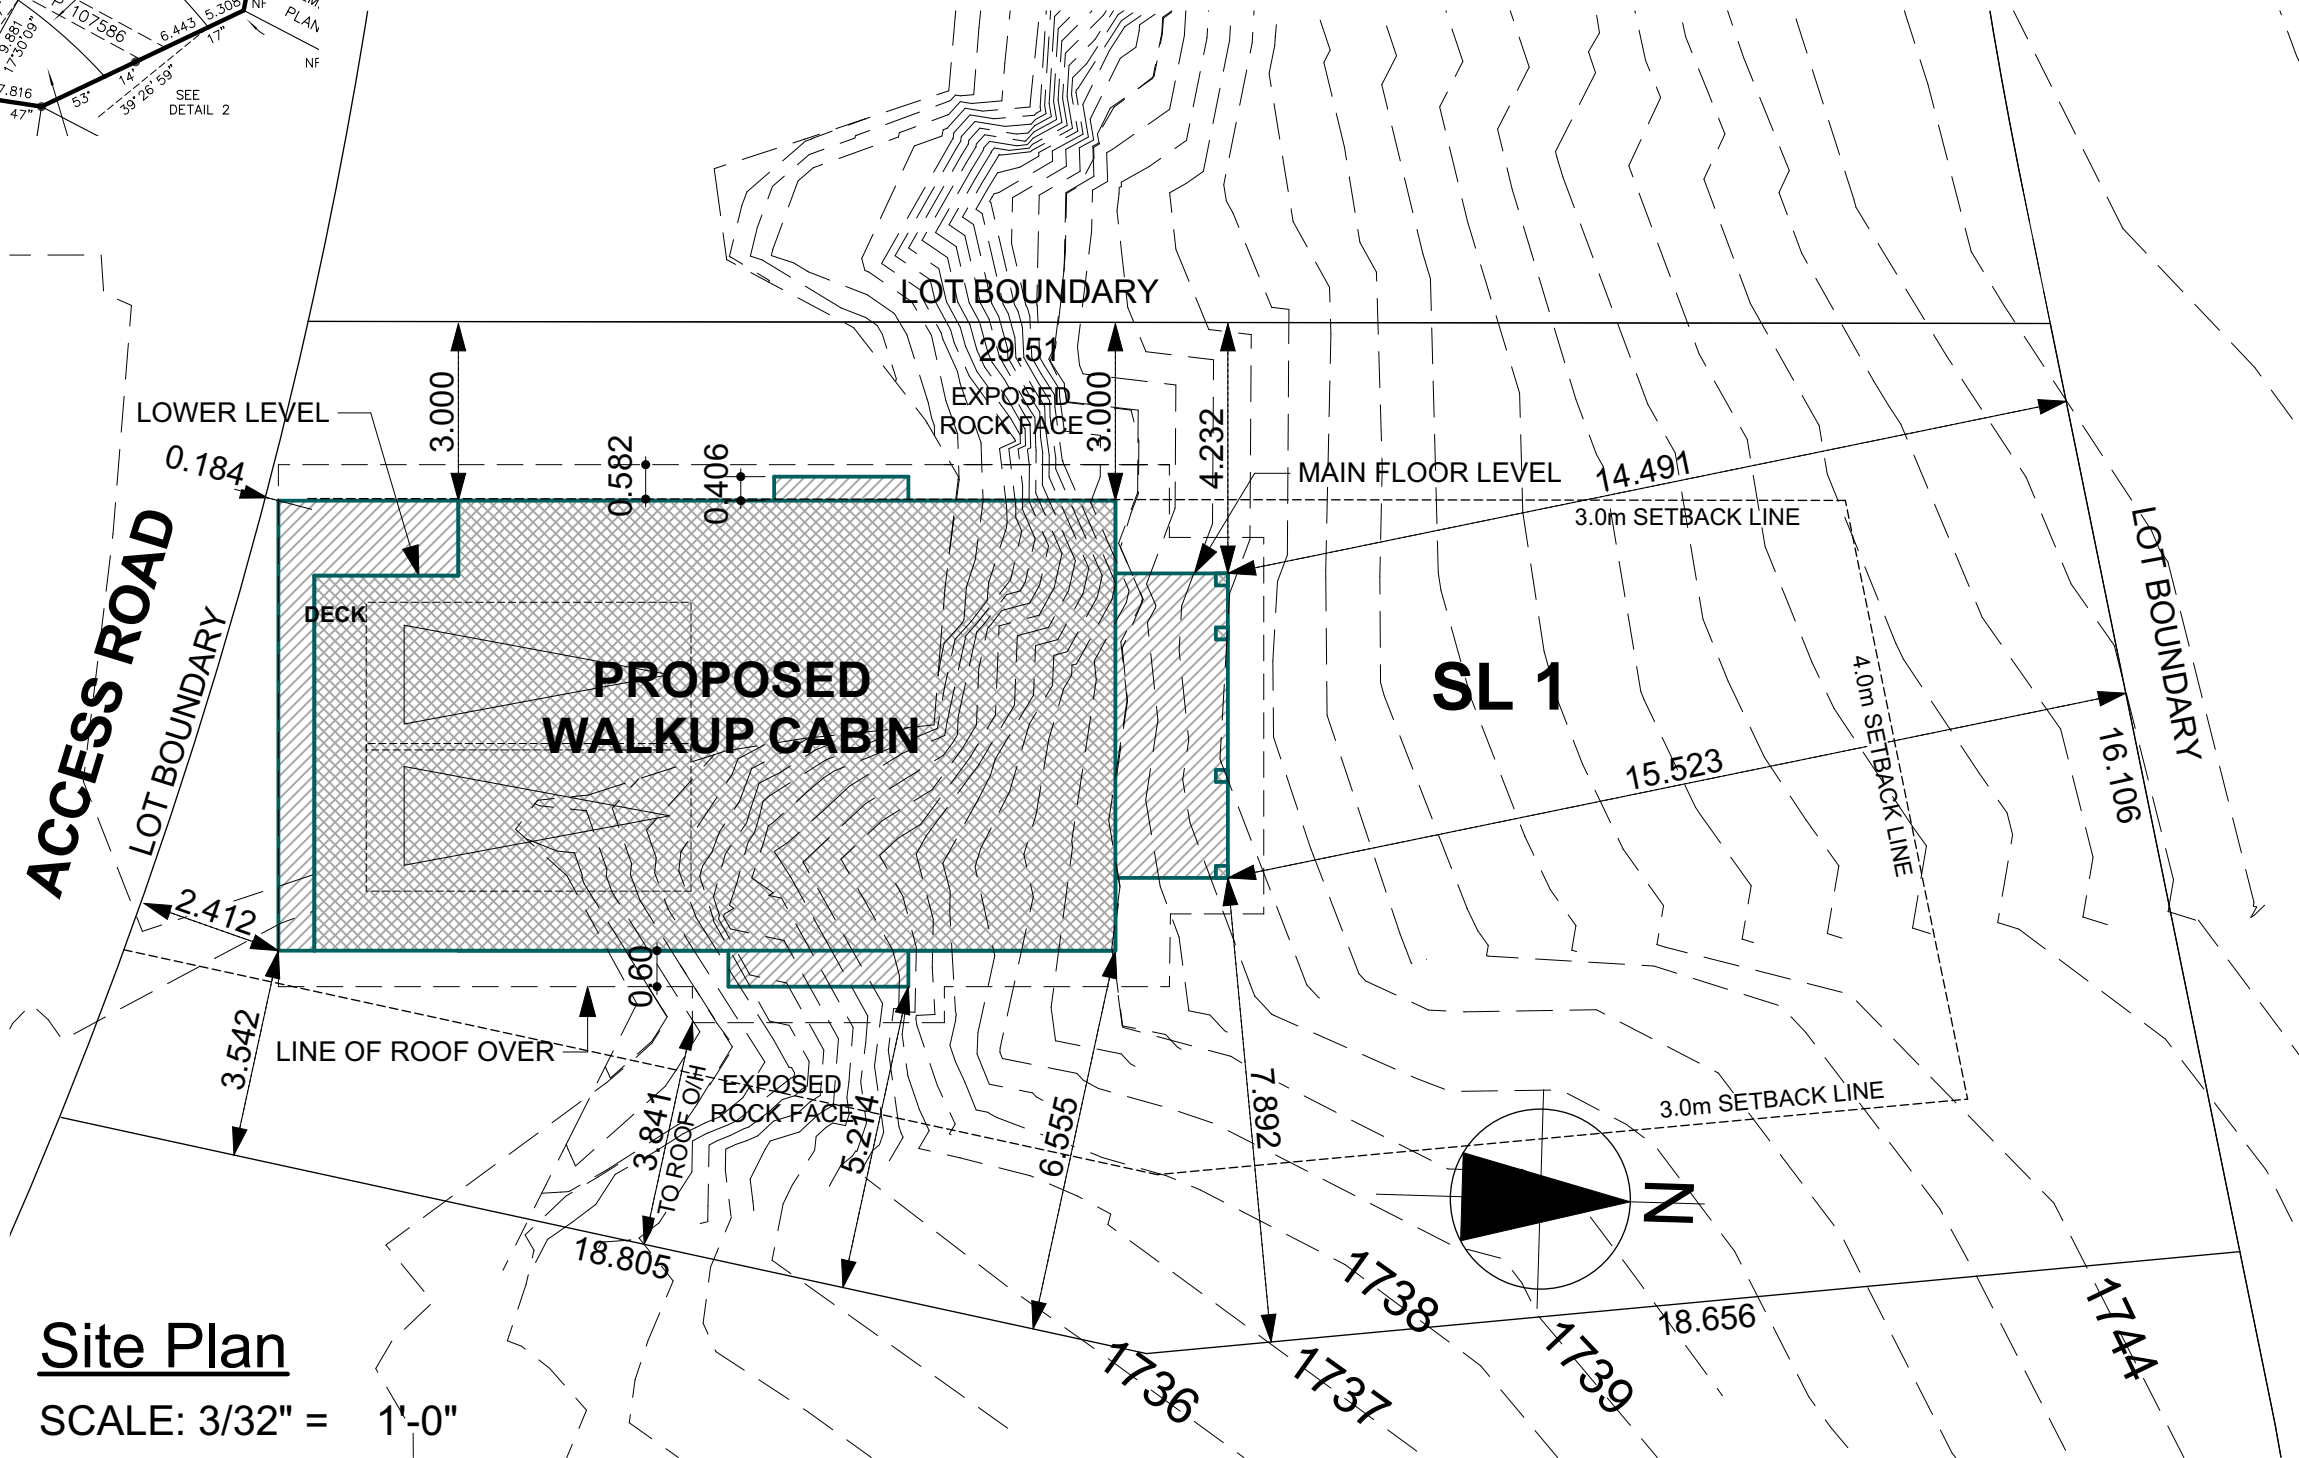 9.881
17°30'09"
P 107586
6.443
5.308
17"
NF
PLAN
NF
7.816
47"
53'
14'
39°26'59"
SEE
DETAIL 2
LOT BOUNDARY
29.51
EXPOSED
ROCK FACE
LOWER LEVEL
3.000
3.000
4.232
0.184
0.582
0.406
MAIN FLOOR LEVEL
14.491
3.0m SETBACK LINE
ACCESS ROAD
LOT BOUNDARY
DECK
PROPOSED
WALKUP CABIN
SL 1
4.0m SETBACK LINE
LOT BOUNDARY
15.523
16.106
2.412
0.60
3.542
LINE OF ROOF OVER
3.841
TO ROOF O/H
EXPOSED
ROCK FACE
5.214
6.555
7.892
3.0m SETBACK LINE
N
18.805
18.656
1736
1737
1738
1739
1744
Site Plan
SCALE: 3/32" = 1'-0"